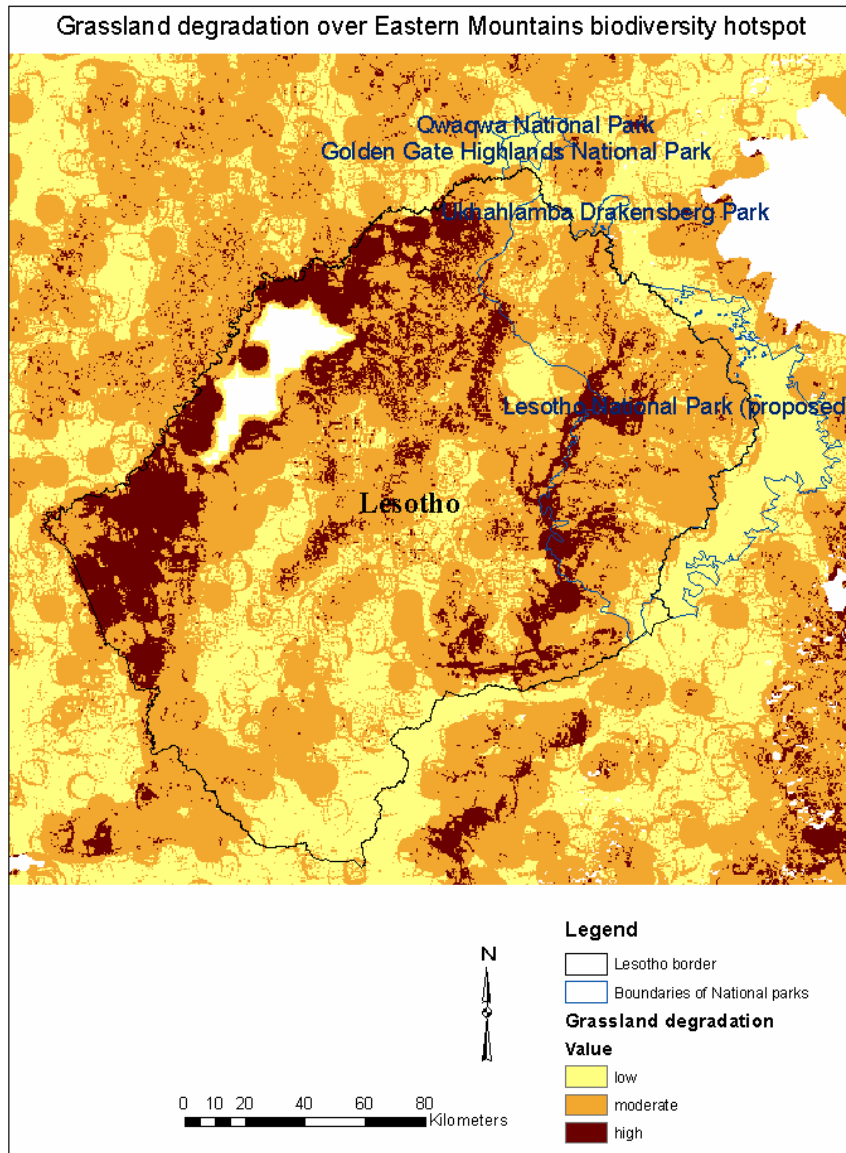 Grassland degradation over Eastern Mountains biodiversity hotspot
Qwaqwa National Park
Golden Gate Highlands National Park
Ukhahlamba Drakensberg Park
Lesotho National Park (proposed
Lesotho
N
Legend
Lesotho border
Boundaries of National parks
Grassland degradation
Value
low
moderate
high
0 10 20 40 60 80
Kilometers